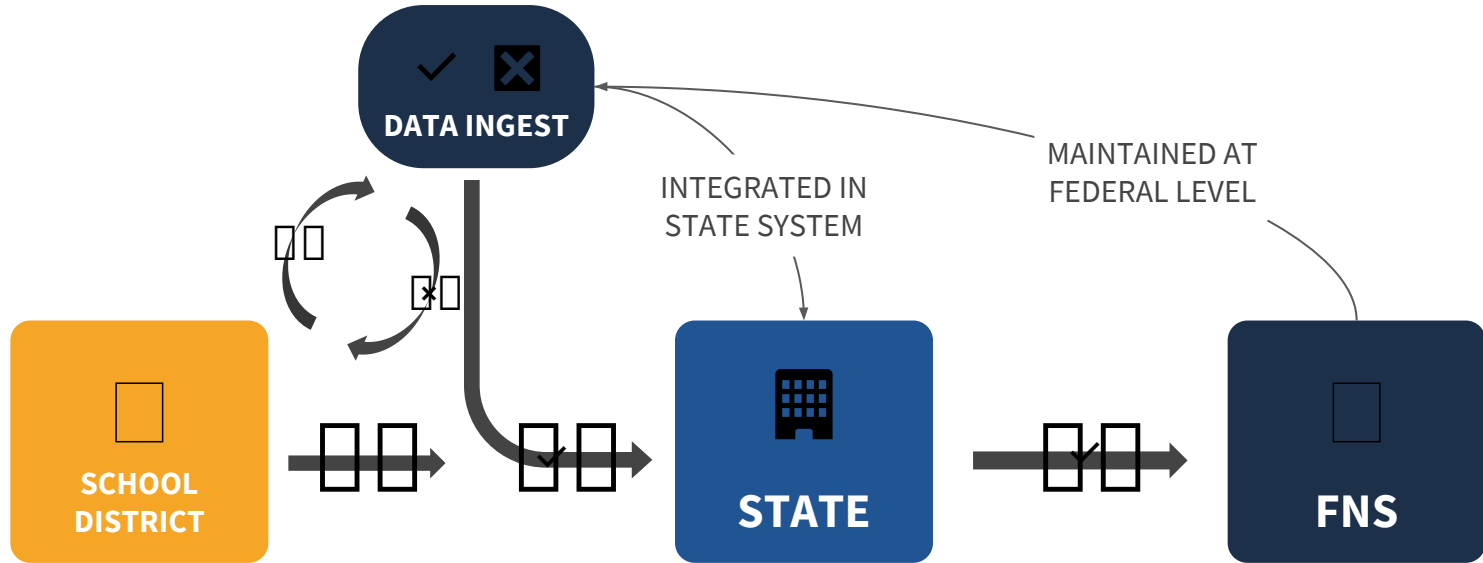 DATA INGEST
INTEGRATED IN
STATE SYSTEM
MAINTAINED AT
FEDERAL LEVEL
SCHOOL
DISTRICT
STATE
FNS